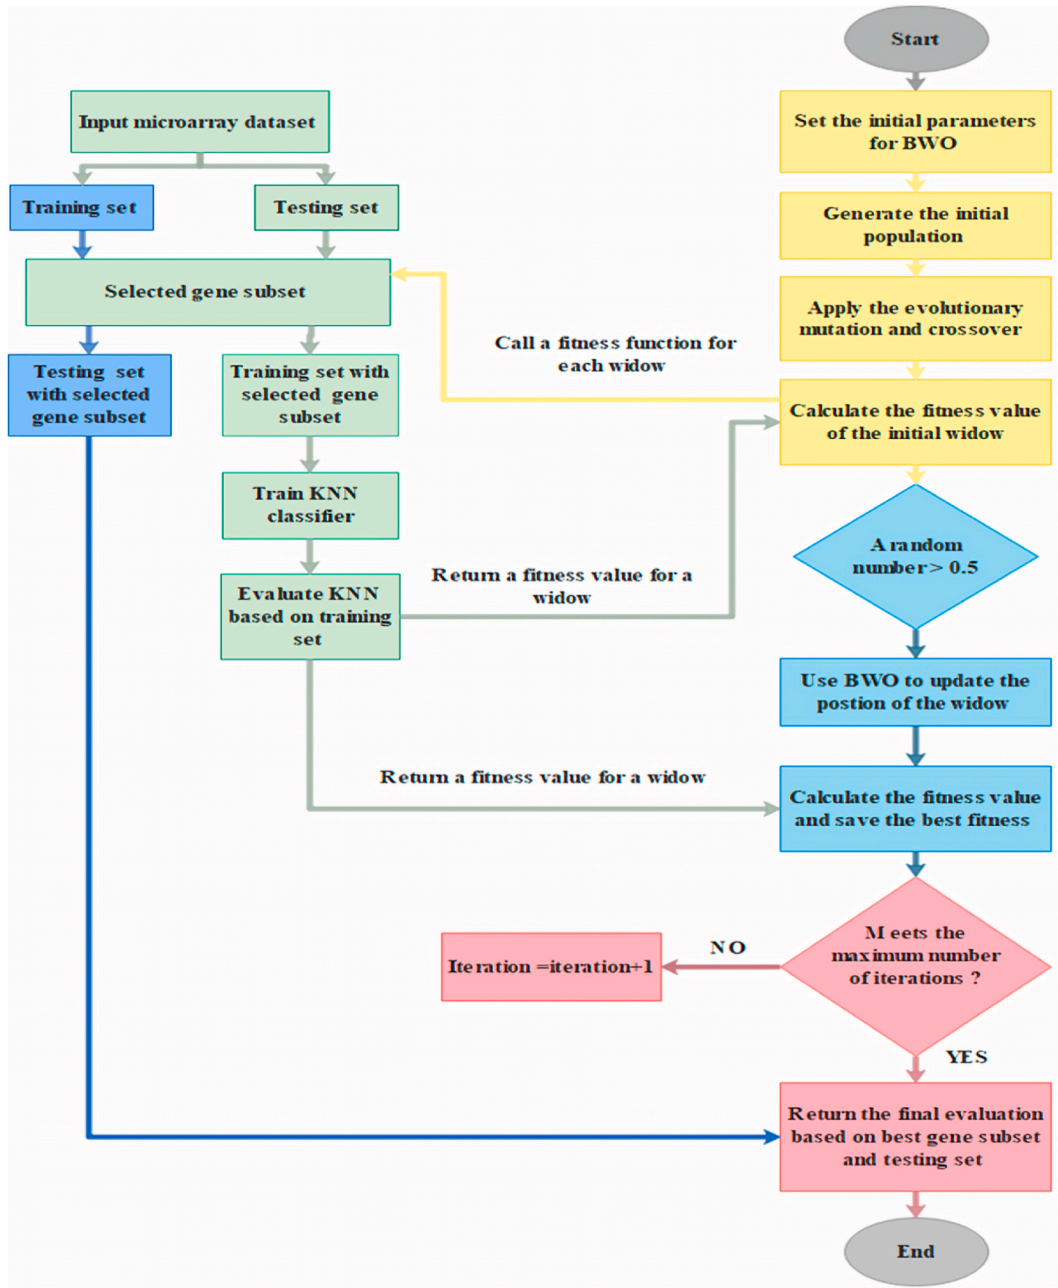 Start
Set the initial parameters
for BWO
Generate the initial
population
Apply the evolutionary
mutation and crossover
Calculate the fitness value
of the initial widow
A random
number > 0.5
Use BWO to update the
postion of the widow
Calculate the fitness value
and save the best fitness
M eets the
maximum number
of iterations ?
NO
Iteration =iteration+1
YES
Return the final evaluation
based on best gene subset
and testing set
End
Input microarray dataset
Training set
Testing set
Selected gene subset
Testing set
with selected
gene subset
Training set with
selected gene
subset
Train KNN
classifier
Evaluate KNN
based on training
set
Call a fitness function for
each widow
Return a fitness value for a
widow
Return a fitness value for a widow